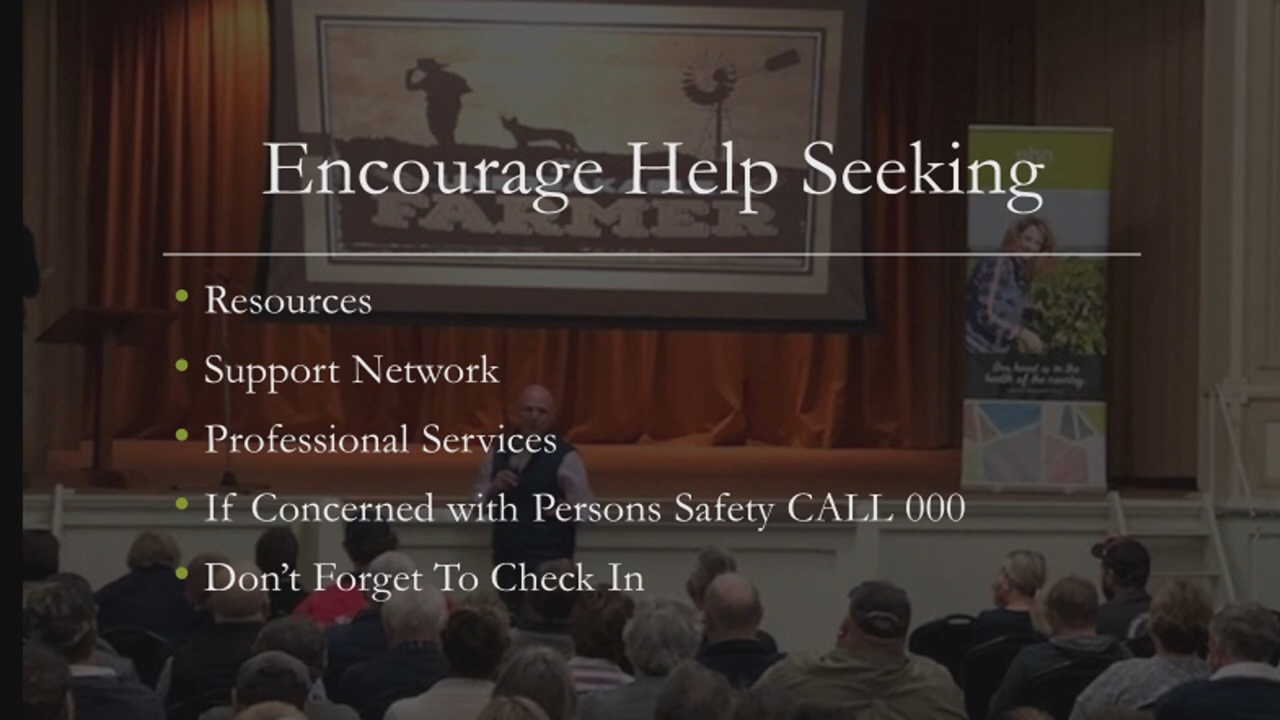 Encourage Help Seeking
FARMER
• Resources
• Support Network
• Professional Services
• If Concerned with Persons Safety CALL 000
• Don’t Forget To Check In